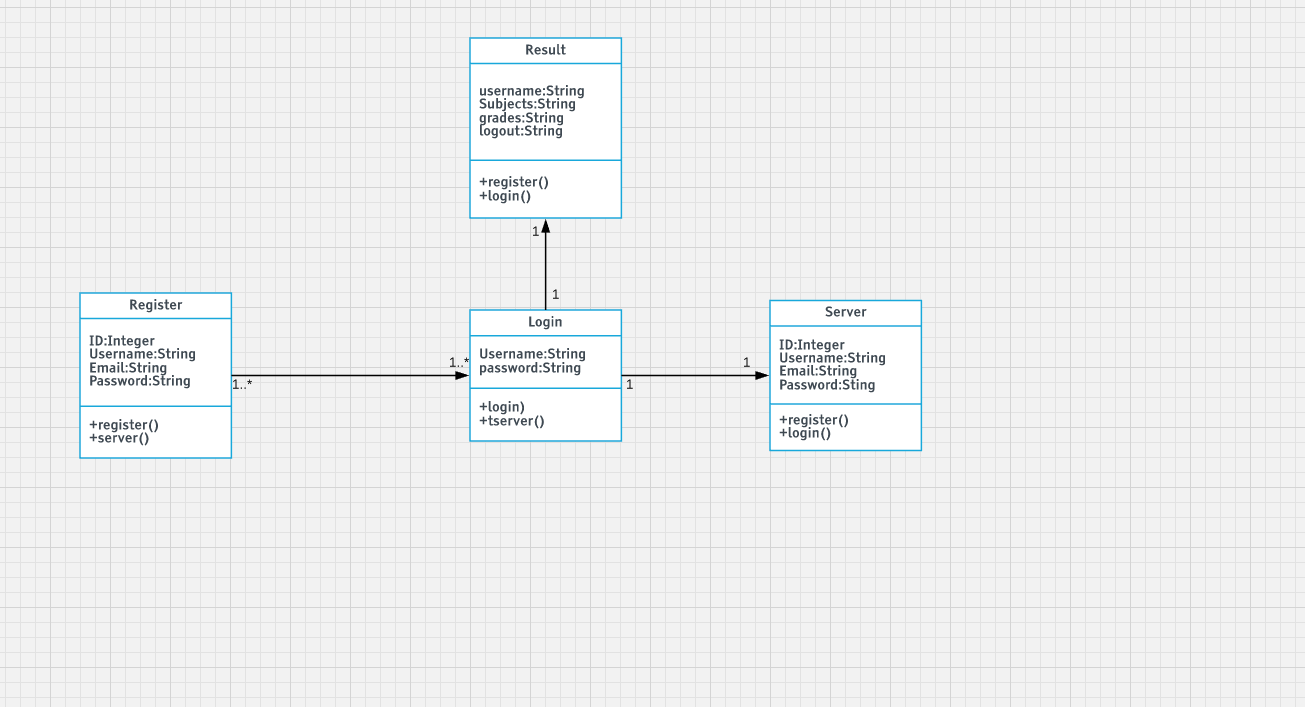 Result
username:String
Subjects:String
grades:String
logout:String
+register()
+login()
1
1
Register
ID:Integer
Username:String
Email:String
Password:String
+register()
+server()
1..*
1..*
Login
Username:String
password:String
+login)
+tserver()
1
1
Server
ID:Integer
Username:String
Email:String
Password:Sting
+register()
+login()